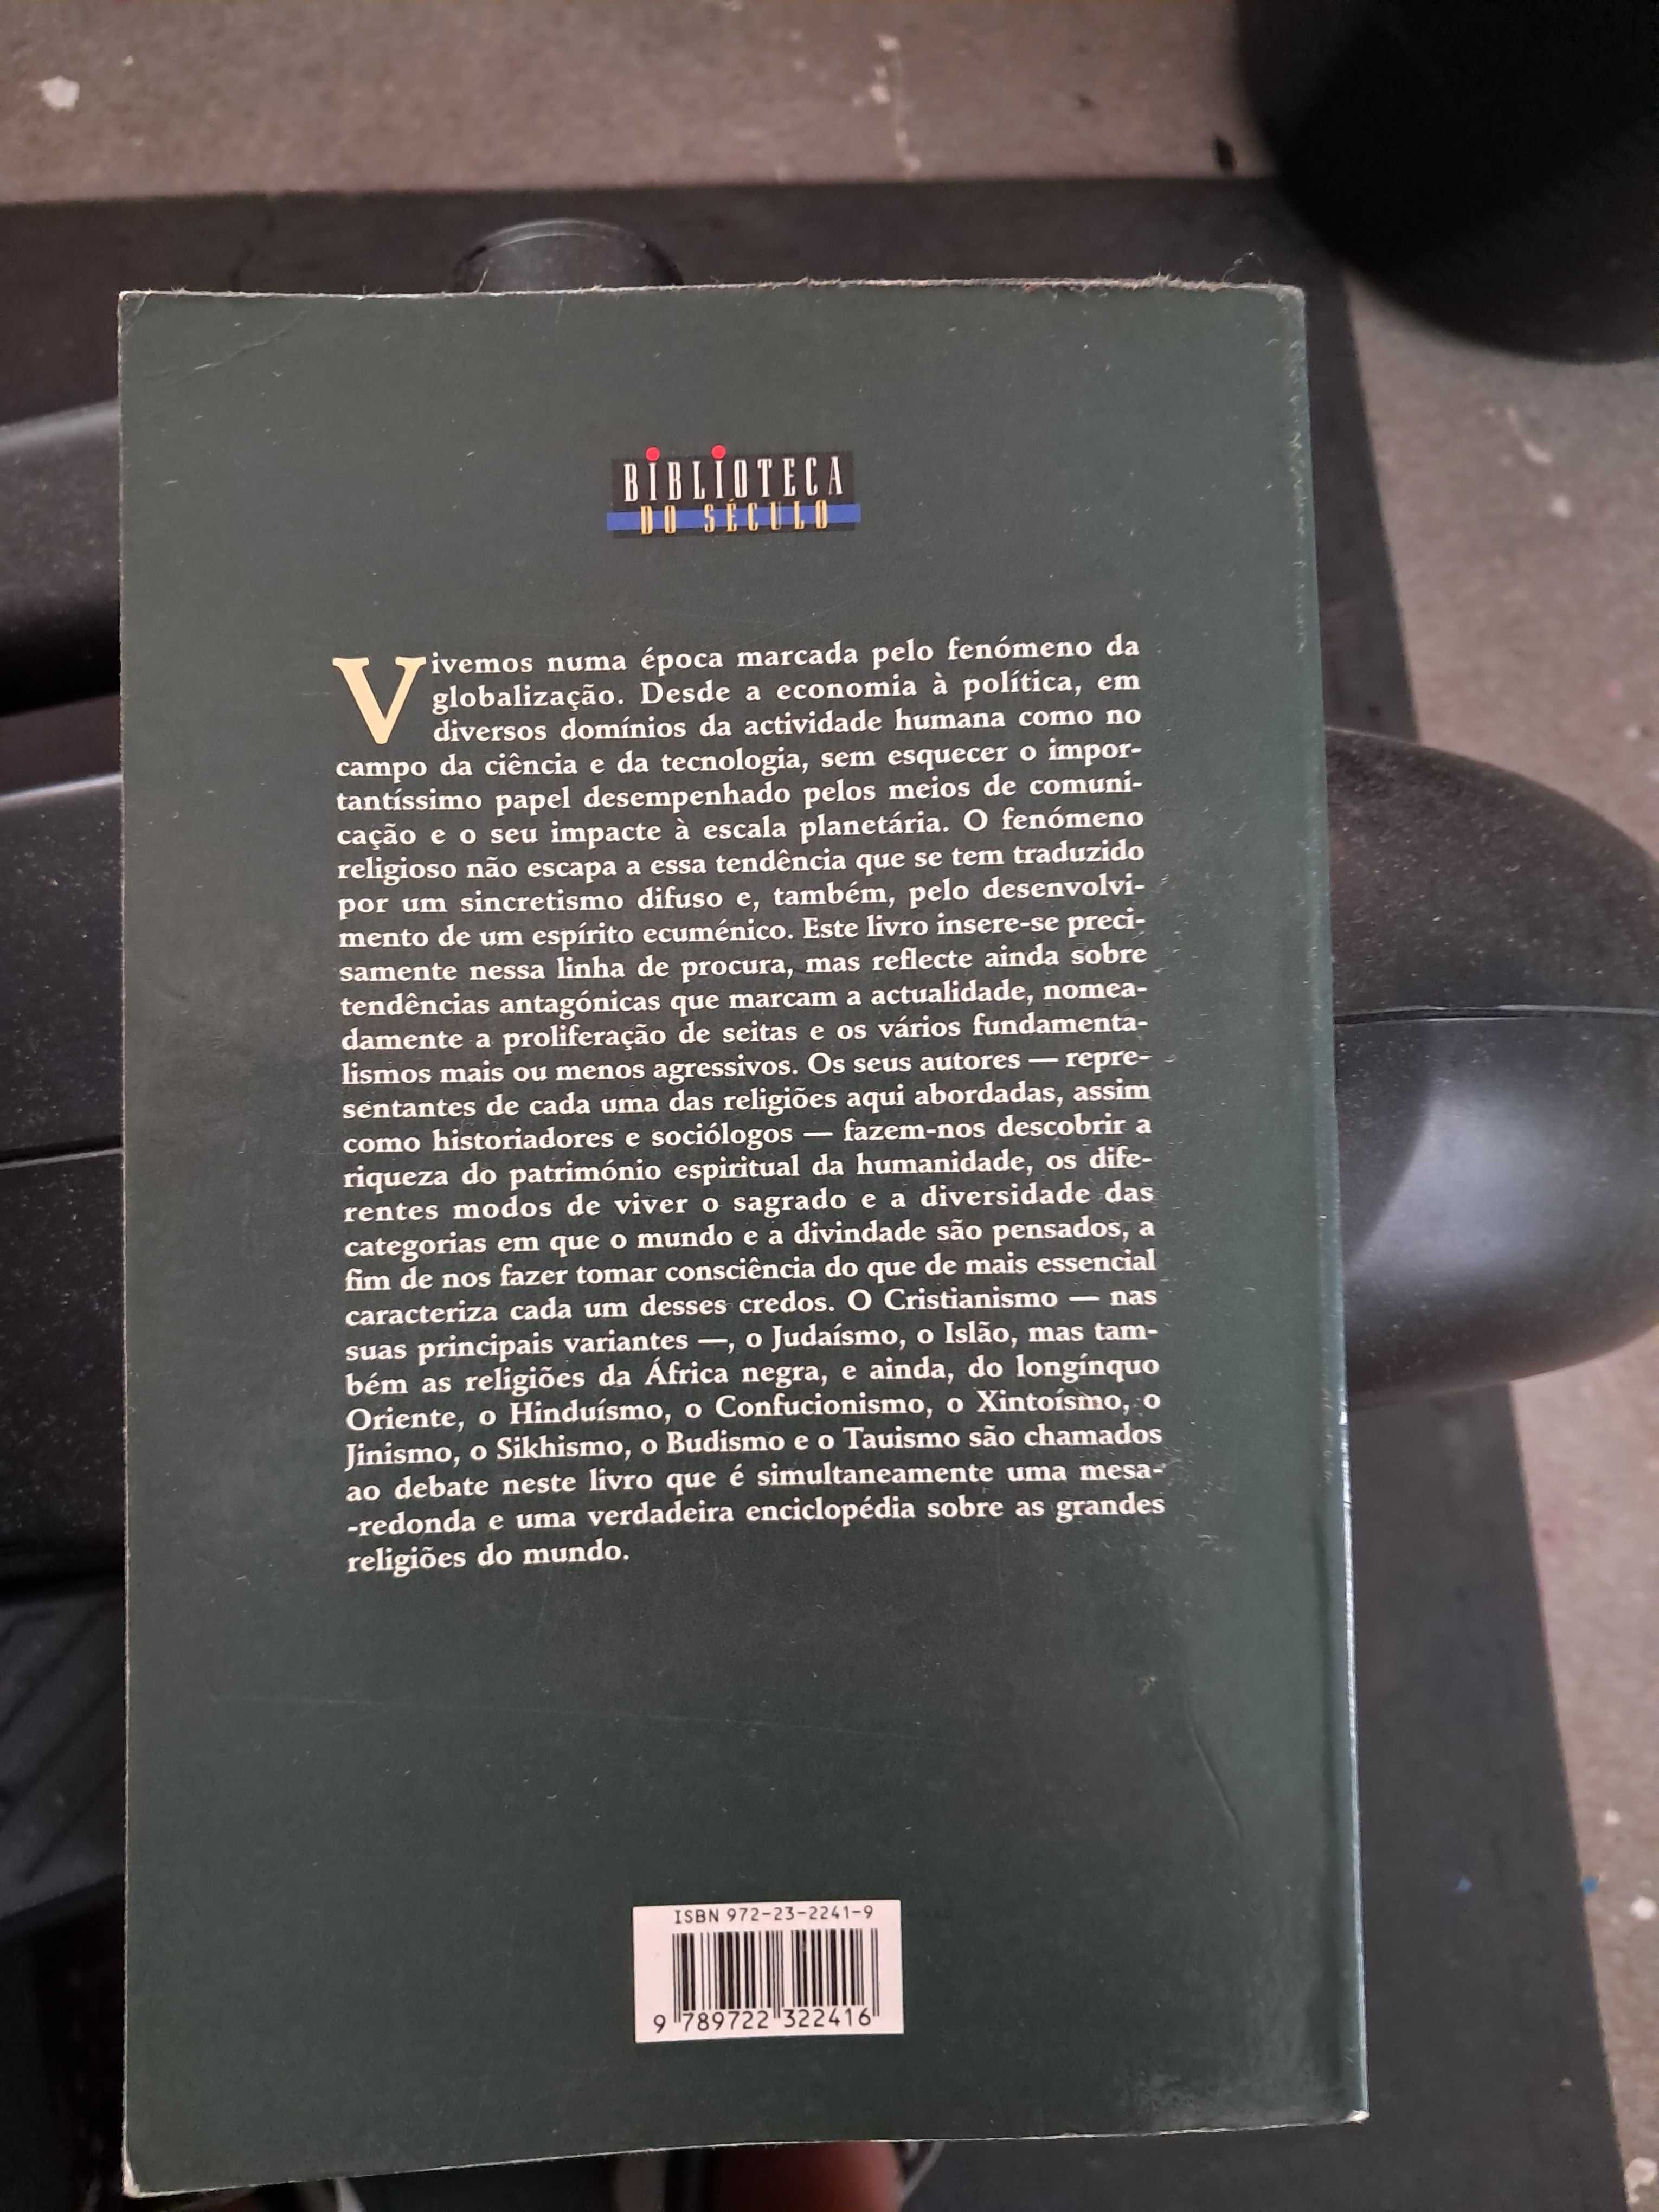 BIBLIOTECA
DO SÉCULO
Vivemos numa época marcada pelo fenómeno da
globalização. Desde a economia à política, em
diversos domínios da actividade humana como no
campo da ciência e da tecnologia, sem esquecer o impor-
tantíssimo papel desempenhado pelos meios de comuni-
cação e o seu impacte à escala planetária. O fenómeno
religioso não escapa a essa tendência que se tem traduzido
por um sincretismo difuso e, também, pelo desenvolvi-
mento de um espírito ecuménico. Este livro insere-se preci-
samente nessa linha de procura, mas reflecte ainda sobre
tendências antagónicas que marcam a actualidade, nomea-
damente a proliferação de seitas e os vários fundamenta-
lismos mais ou menos agressivos. Os seus autores — repre-
sentantes de cada uma das religiões aqui abordadas, assim
como historiadores e sociólogos — fazem-nos descobrir a
riqueza do património espiritual da humanidade, os dife-
rentes modos de viver o sagrado e a diversidade das
categorias em que o mundo e a divindade são pensados, a
fim de nos fazer tomar consciência do que de mais essencial
caracteriza cada um desses credos. O Cristianismo — nas
suas principais variantes —, o Judaísmo, o Islão, mas tam-
bém as religiões da África negra, e ainda, do longínquo
Oriente, o Hinduísmo, o Confucionismo, o Xintoísmo, o
Jinismo, o Sikhismo, o Budismo e o Tauismo são chamados
ao debate neste livro que é simultaneamente uma mesa-
-redonda e uma verdadeira enciclopédia sobre as grandes
religiões do mundo.
ISBN 972-23-2241-9
9 789722 322416